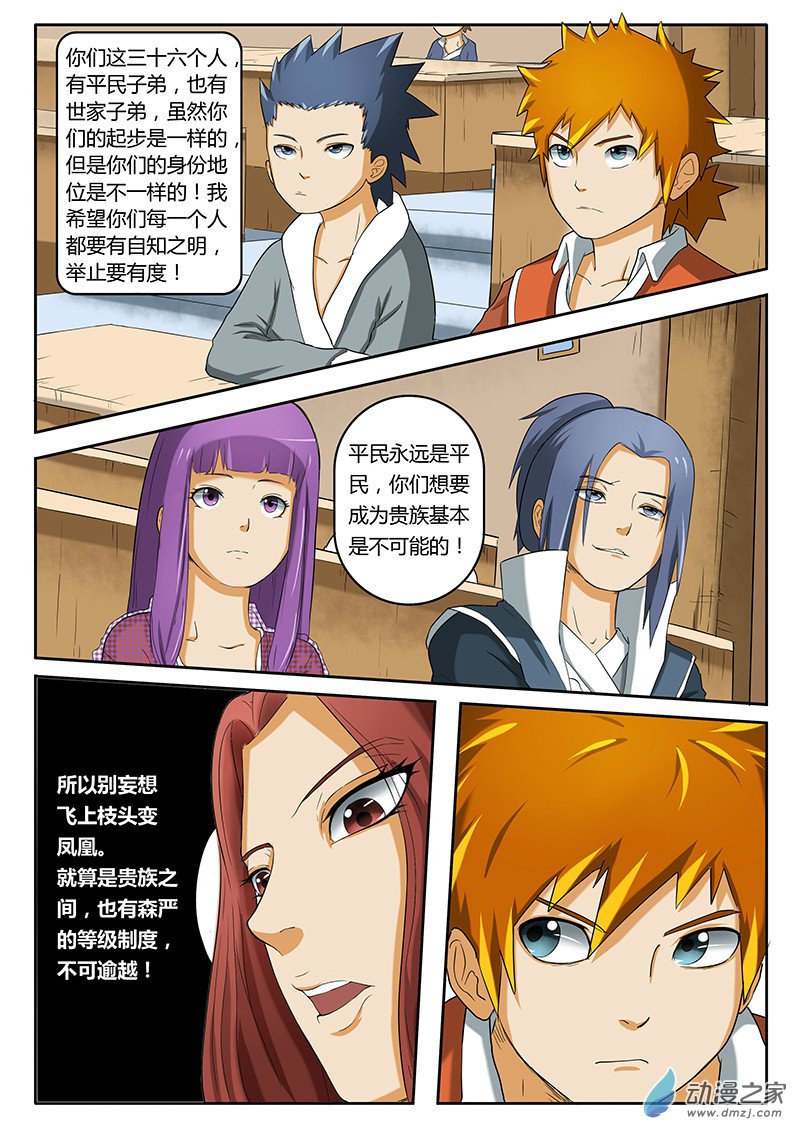 你们这三十六个人，
有平民子弟，也有
世家子弟，虽然你
们的起步是一样的，
但是你们的身份地
位是不一样的！我
希望你们每一个人
都要有自知之明，
举止要有度！
平民永远是平
民，你们想要
成为贵族基本
是不可能的！
所以别妄想
飞上枝头变
凤凰。
就算是贵族之
间，也有森严
的等级制度，
不可逾越！
动漫之家
www.dmzj.com